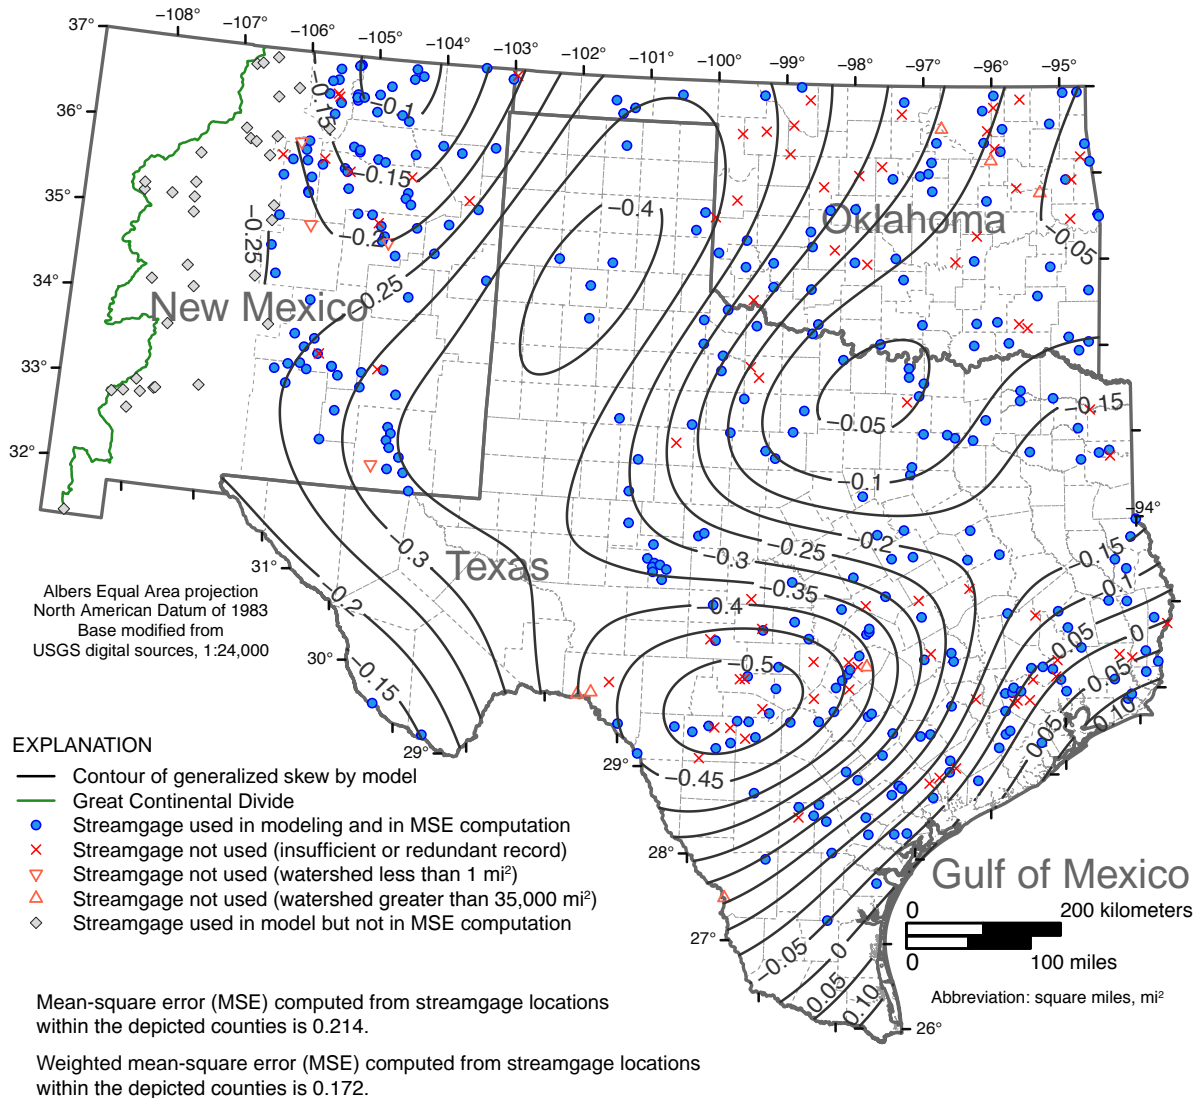 −108°
−107°
−106°
−105°
−104°
−103°
−102°
−101°
−100°
−99°
−98°
−97°
−96°
−95°
−94°
37°
36°
35°
34°
33°
32°
31°
30°
29°
29°
28°
27°
26°
−0.15
−0.1
−0.15
−0.2
−0.25
−0.25
−0.4
−0.05
−0.05
−0.1
−0.15
−0.2
−0.25
−0.3
−0.35
−0.4
−0.5
−0.45
−0.3
−0.2
−0.15
−0.15
−0.1
−0.05
0
0.05
0.10
0.05
−0.05
0
0.05
0.10
New Mexico
Oklahoma
Texas
Gulf of Mexico
Albers Equal Area projection
North American Datum of 1983
Base modified from
USGS digital sources, 1:24,000
EXPLANATION
Contour of generalized skew by model
Great Continental Divide
Streamgage used in modeling and in MSE computation
Streamgage not used (insufficient or redundant record)
Streamgage not used (watershed less than 1 mi²)
Streamgage not used (watershed greater than 35,000 mi²)
Streamgage used in model but not in MSE computation
0 200 kilometers
0 100 miles
Abbreviation: square miles, mi²
Mean-square error (MSE) computed from streamgage locations
within the depicted counties is 0.214.
Weighted mean-square error (MSE) computed from streamgage locations
within the depicted counties is 0.172.